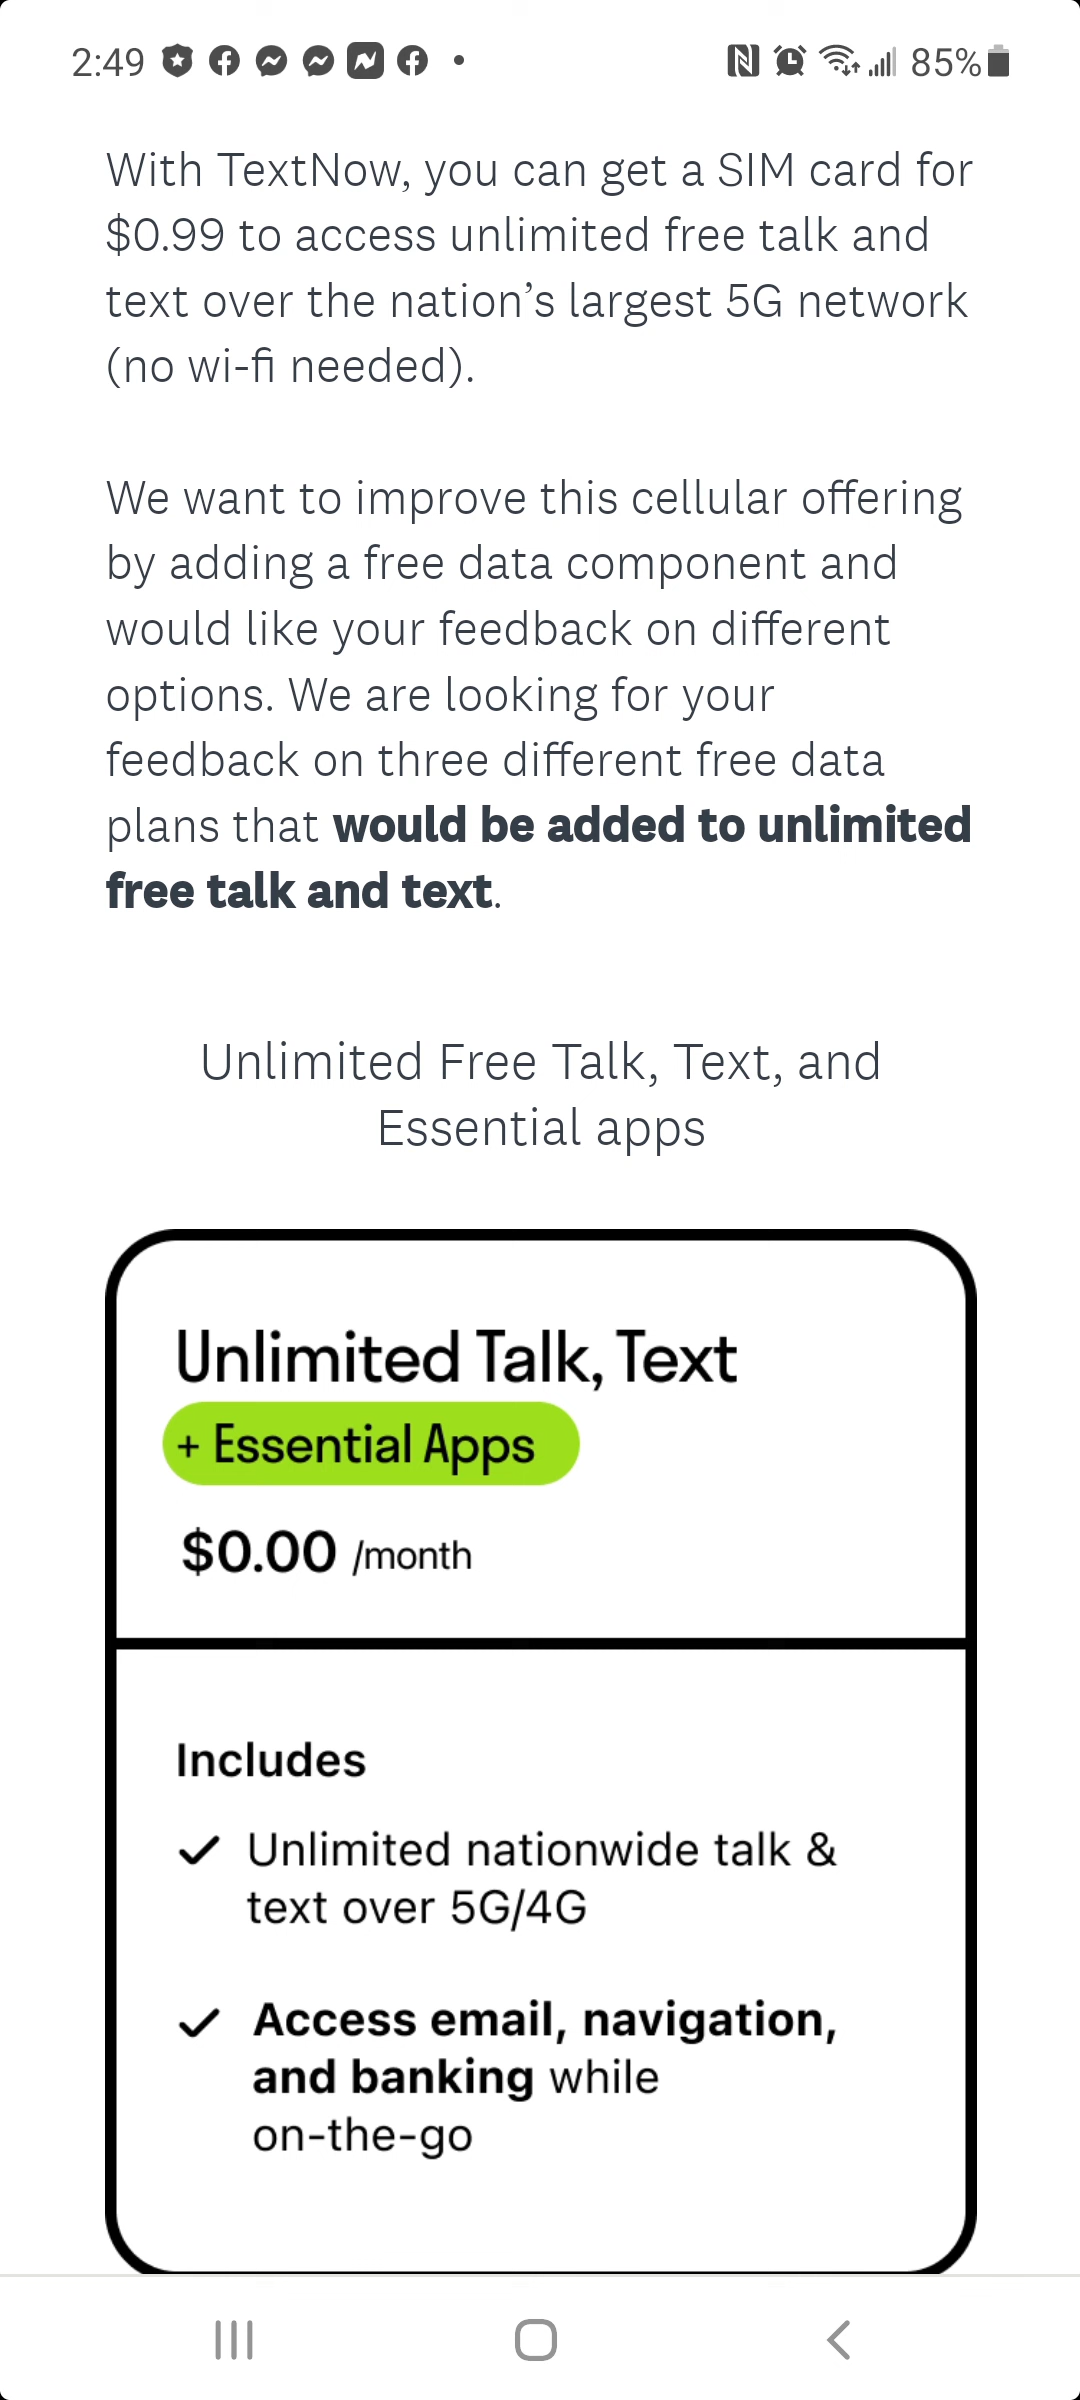 2:49
85%
With TextNow, you can get a SIM card for
$0.99 to access unlimited free talk and
text over the nation’s largest 5G network
(no wi-fi needed).
We want to improve this cellular offering
by adding a free data component and
would like your feedback on different
options. We are looking for your
feedback on three different free data
plans that would be added to unlimited
free talk and text.
Unlimited Free Talk, Text, and
Essential apps
Unlimited Talk, Text
+ Essential Apps
$0.00 /month
Includes
Unlimited nationwide talk &
text over 5G/4G
Access email, navigation,
and banking while
on-the-go